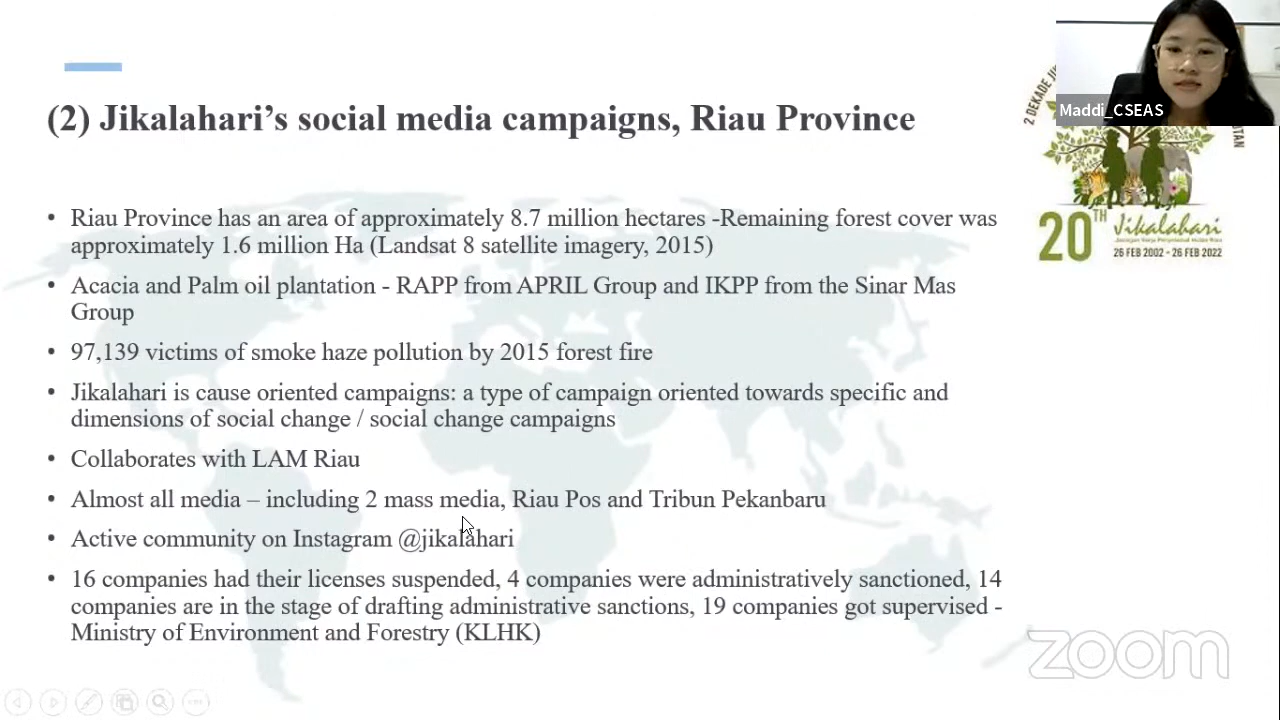 (2) Jikalahari's social media campaigns, Riau Province
• Riau Province has an area of approximately 8.7 million hectares -Remaining forest cover was
approximately 1.6 million Ha (Landsat 8 satellite imagery, 2015)
• Acacia and Palm oil plantation - RAPP from APRIL Group and IKPP from the Sinar Mas
Group
• 97,139 victims of smoke haze pollution by 2015 forest fire
• Jikalahari is cause oriented campaigns: a type of campaign oriented towards specific and
dimensions of social change / social change campaigns
• Collaborates with LAM Riau
• Almost all media – including 2 mass media, Riau Pos and Tribun Pekanbaru
• Active community on Instagram @jikalahari
• 16 companies had their licenses suspended, 4 companies were administratively sanctioned, 14
companies are in the stage of drafting administrative sanctions, 19 companies got supervised -
Ministry of Environment and Forestry (KLHK)
Maddi_CSEAS
2 DEKADE
20TH Jikalahari
26 FEB 2002 - 26 FEB 2022
zoom